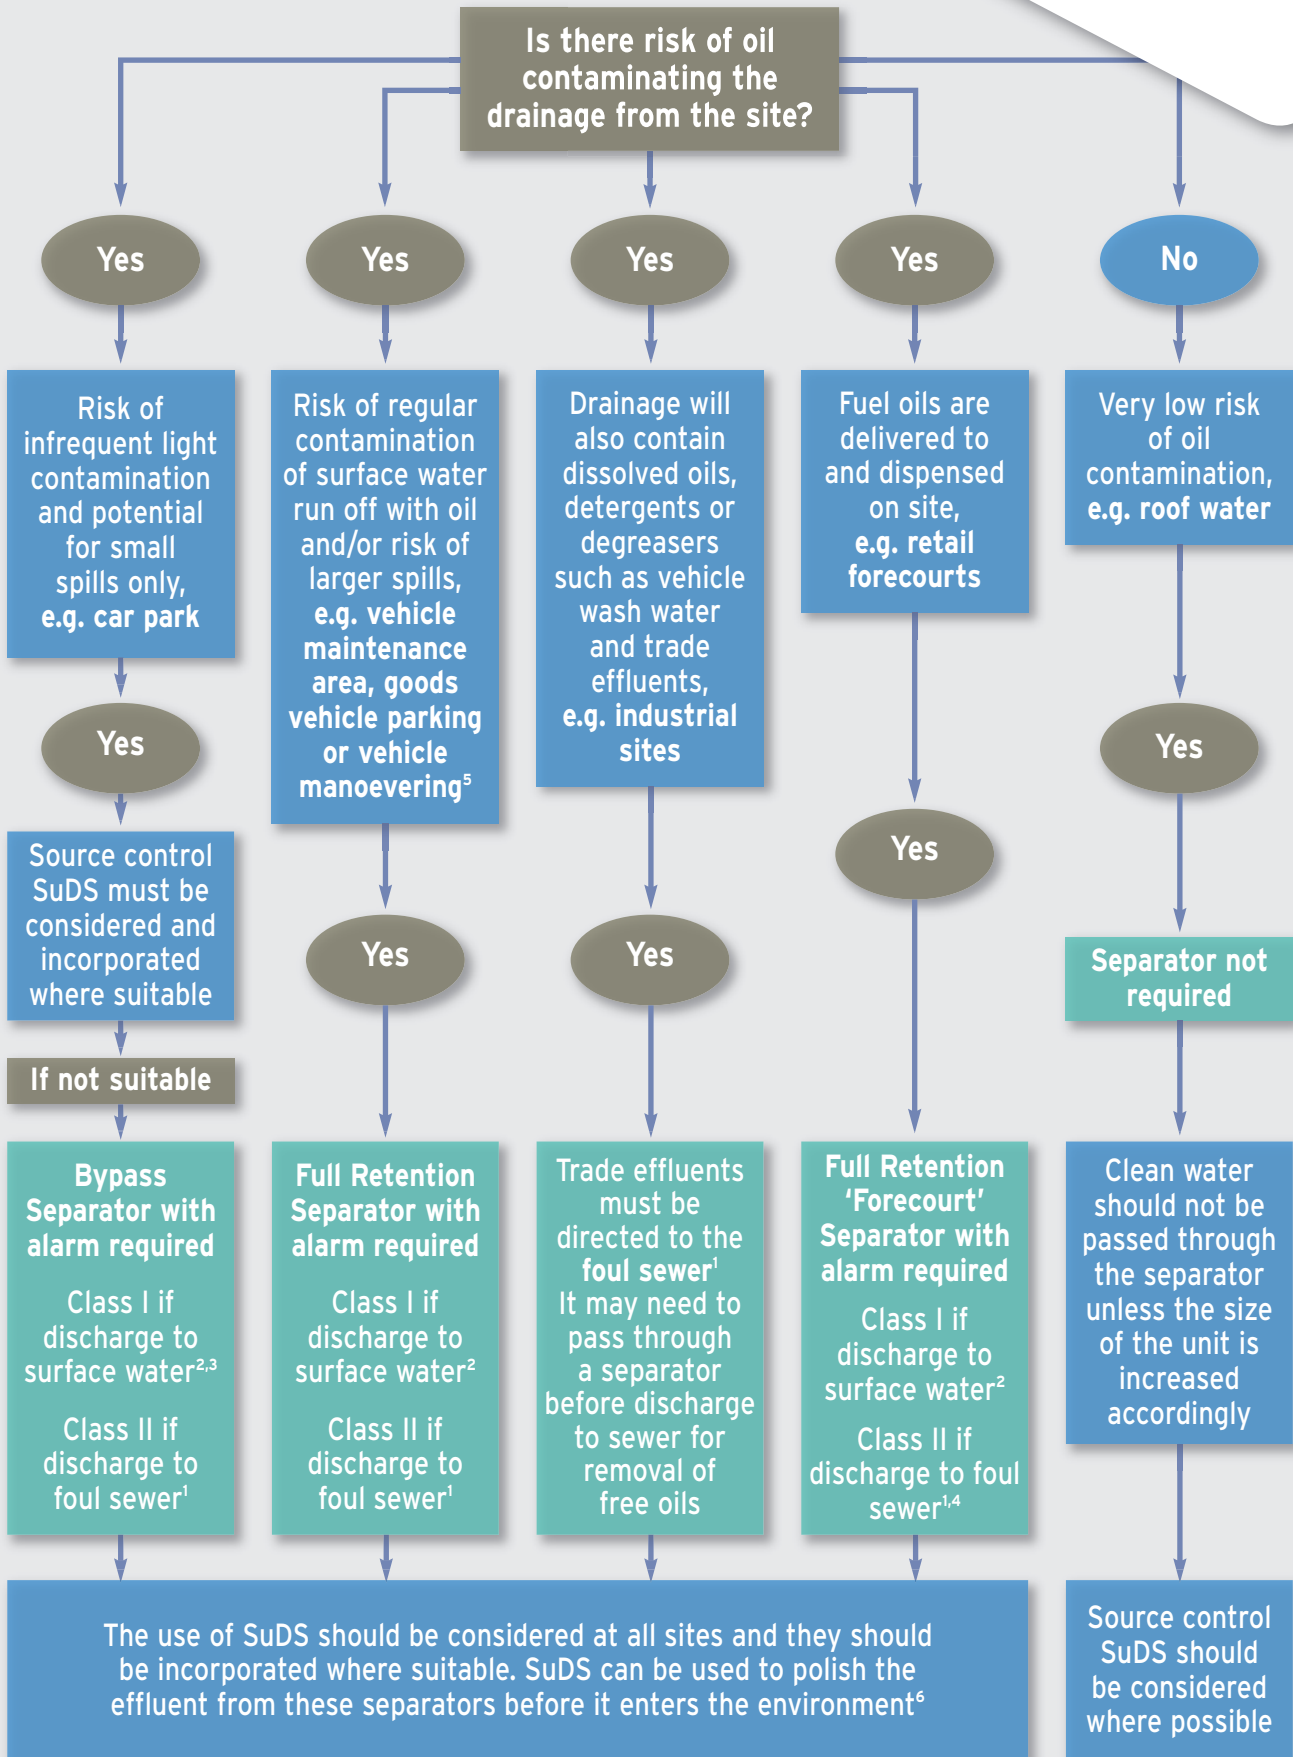 Is there risk of oil
contaminating the
drainage from the site?
Yes
Yes
Yes
Yes
No
Risk of
infrequent light
contamination
and potential
for small
spills only,
e.g. car park
Yes
Source control
SuDS must be
considered and
incorporated
where suitable
If not suitable
Bypass
Separator with
alarm required
Class I if
discharge to
surface water2,3
Class II if
discharge to
foul sewer1
Risk of regular
contamination
of surface water
run off with oil
and/or risk of
larger spills,
e.g. vehicle
maintenance
area, goods
vehicle parking
or vehicle
manoevering5
Yes
Full Retention
Separator with
alarm required
Class I if
discharge to
surface water2
Class II if
discharge to
foul sewer1
Drainage will
also contain
dissolved oils,
detergents or
degreasers
such as vehicle
wash water
and trade
effluents,
e.g. industrial
sites
Yes
Trade effluents
must be
directed to the
foul sewer1
It may need to
pass through
a separator
before discharge
to sewer for
removal of
free oils
Fuel oils are
delivered to
and dispensed
on site,
e.g. retail
forecourts
Yes
Full Retention
‘Forecourt’
Separator with
alarm required
Class I if
discharge to
surface water2
Class II if
discharge to foul
sewer1,4
Very low risk
of oil
contamination,
e.g. roof water
Yes
Separator not
required
Clean water
should not be
passed through
the separator
unless the size
of the unit is
increased
accordingly
The use of SuDS should be considered at all sites and they should
be incorporated where suitable. SuDS can be used to polish the
effluent from these separators before it enters the environment6
Source control
SuDS should
be considered
where possible